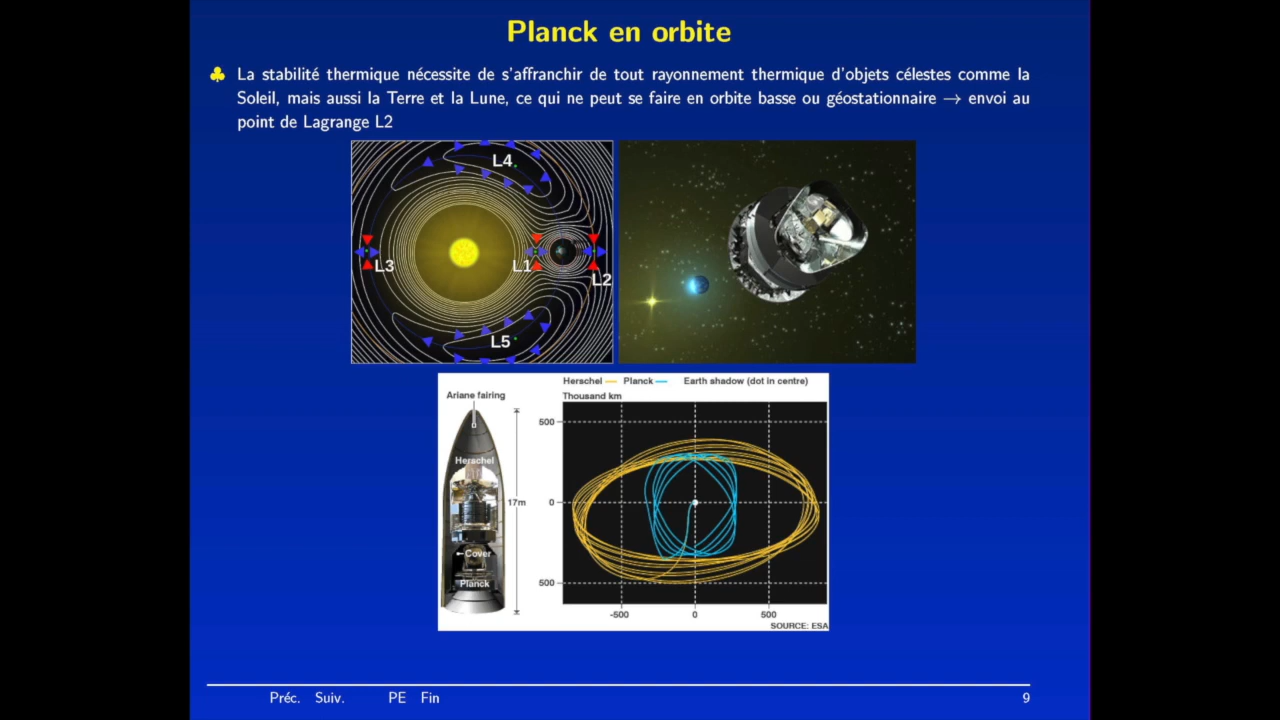 Planck en orbite
♣ La stabilité thermique nécessite de s'affranchir de tout rayonnement thermique d'objets célestes comme la
Soleil, mais aussi la Terre et la Lune, ce qui ne peut se faire en orbite basse ou géostationnaire → envoi au
point de Lagrange L2
L4
L3
L1
L2
L5
Herschel Planck Earth shadow (dot in centre)
Ariane fairing
Thousand km
500
Herschel
17m
0
Cover
Planck
500
-500 0 500
SOURCE: ESA
Préc. Suiv. PE Fin 9